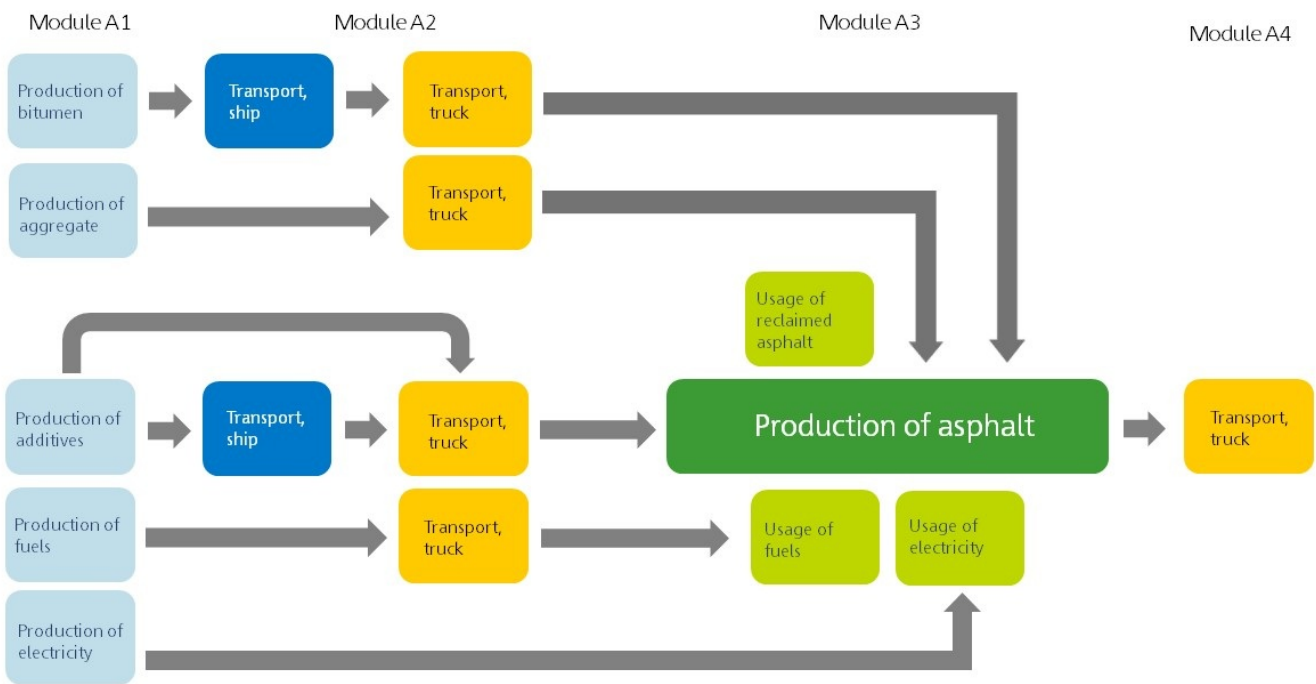 Module A1
Module A2
Module A3
Module A4
Production of
bitumen
Transport,
ship
Transport,
truck
Production of
aggregate
Transport,
truck
Usage of
reclaimed
asphalt
Production of
additives
Transport,
ship
Transport,
truck
Production of asphalt
Transport,
truck
Production of
fuels
Transport,
truck
Usage of
fuels
Usage of
electricity
Production of
electricity